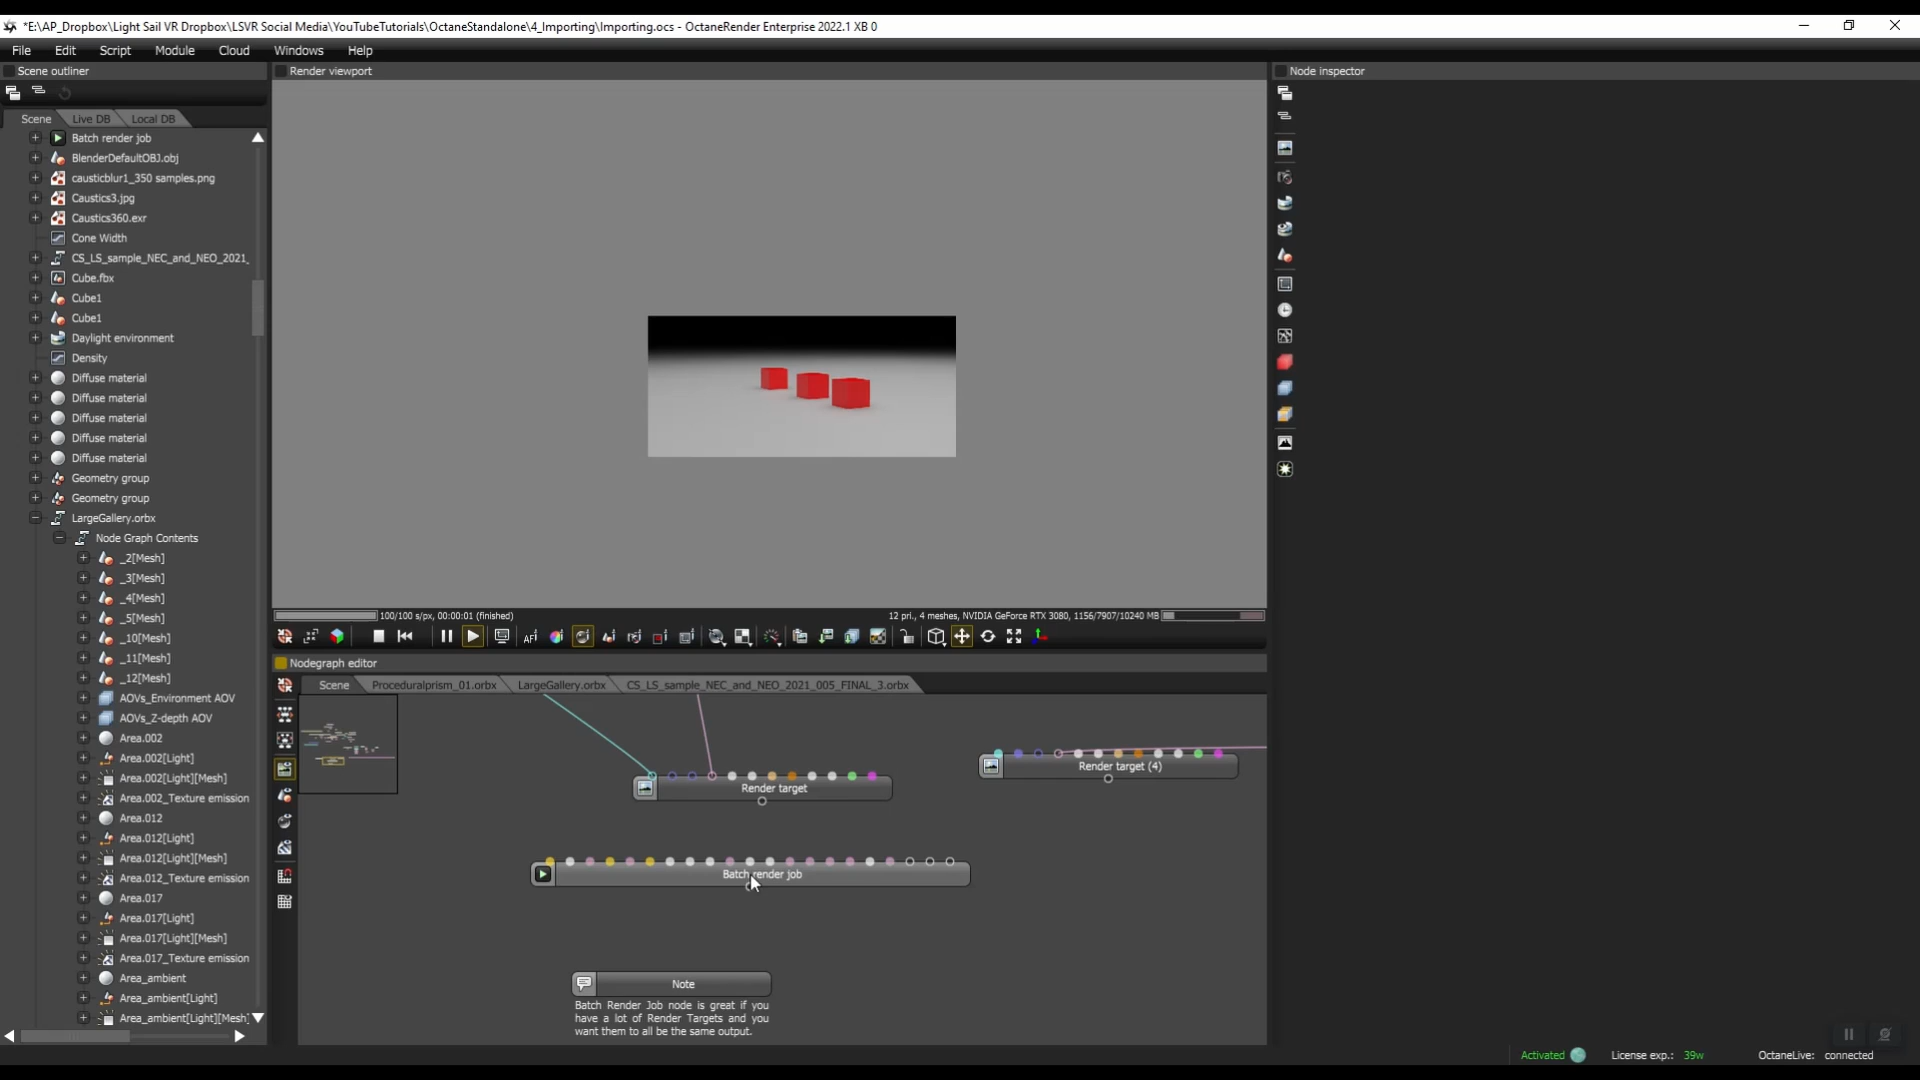 *E:\AP_Dropbox\Light Sail VR Dropbox\LSVR Social Media\YouTubeTutorials\OctaneStandalone\4_Importing\Importing.ocs - OctaneRender Enterprise 2022.1 XB 0
File Edit Script Module Cloud Windows Help
Scene outliner
Render viewport
Node inspector
Scene Live DB Local DB
Batch render job
BlenderDefaultOBJ.obj
causticblur1_350 samples.png
Caustics3.jpg
Caustics360.exr
Cone Width
CS_LS_sample_NEC_and_NEO_2021_
Cube.fbx
Cube1
Cube1
Daylight environment
Density
Diffuse material
Diffuse material
Diffuse material
Diffuse material
Diffuse material
Geometry group
Geometry group
LargeGallery.orbx
Node Graph Contents
_2[Mesh]
_3[Mesh]
_4[Mesh]
_5[Mesh]
_10[Mesh]
_11[Mesh]
_12[Mesh]
AOVs_Environment AOV
AOVs_Z-depth AOV
Area.002
Area.002[Light]
Area.002[Light][Mesh]
Area.002_Texture emission
Area.012
Area.012[Light]
Area.012[Light][Mesh]
Area.012_Texture emission
Area.017
Area.017[Light]
Area.017[Light][Mesh]
Area.017_Texture emission
Area_ambient
Area_ambient[Light]
Area_ambient[Light][Mesh]
100/100 s/px, 00:00:01 (finished)
12 pri., 4 meshes, NVIDIA GeForce RTX 3080, 1156/7907/10240 MB
AF
Nodegraph editor
Scene Proceduralprism_01.orbx LargeGallery.orbx CS_LS_sample_NEC_and_NEO_2021_005_FINAL_3.orbx
Render target (4)
Render target
Batch render job
Note
Batch Render Job node is great if you
have a lot of Render Targets and you
want them to all be the same output.
Activated License exp.: 39w OctaneLive: connected